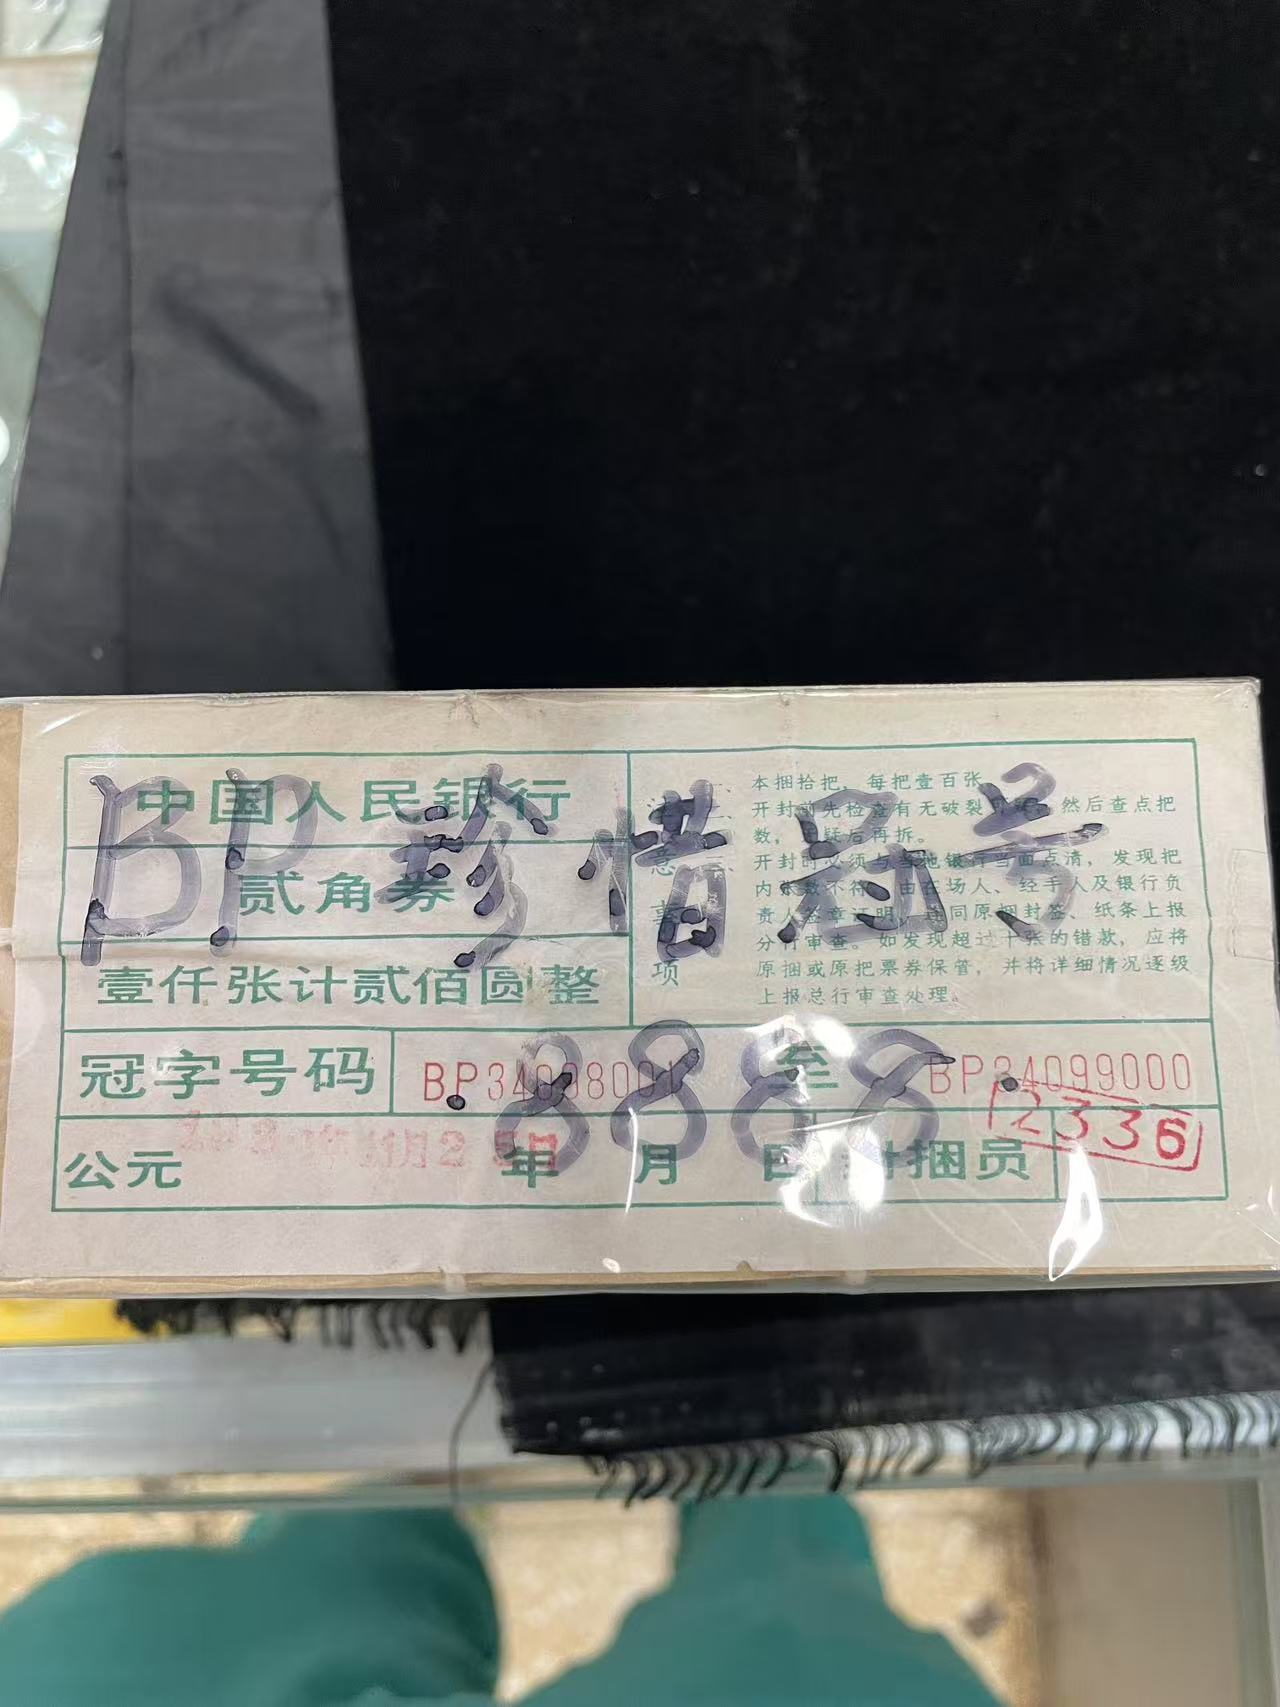 中国人民银行
贰角券
壹仟张计贰佰圆整
BP 珍惜冠号
8888
本捆拾把，每把壹百张
开封前先检查有无破裂 然后查点把
数， 疑后再拆。
开封时必须与当地银行当面点清，发现把
内张数不符，由在场人、经手人及银行负
责人签章证明，连同原捆封签、纸条上报
分行审查。如发现超过十张的错款，应将
原捆或原把票券保管，并将详细情况逐级
上报总行审查处理。
冠字号码 BP34098001 至 BP34099000
公元 年 月 日 封捆员 2336